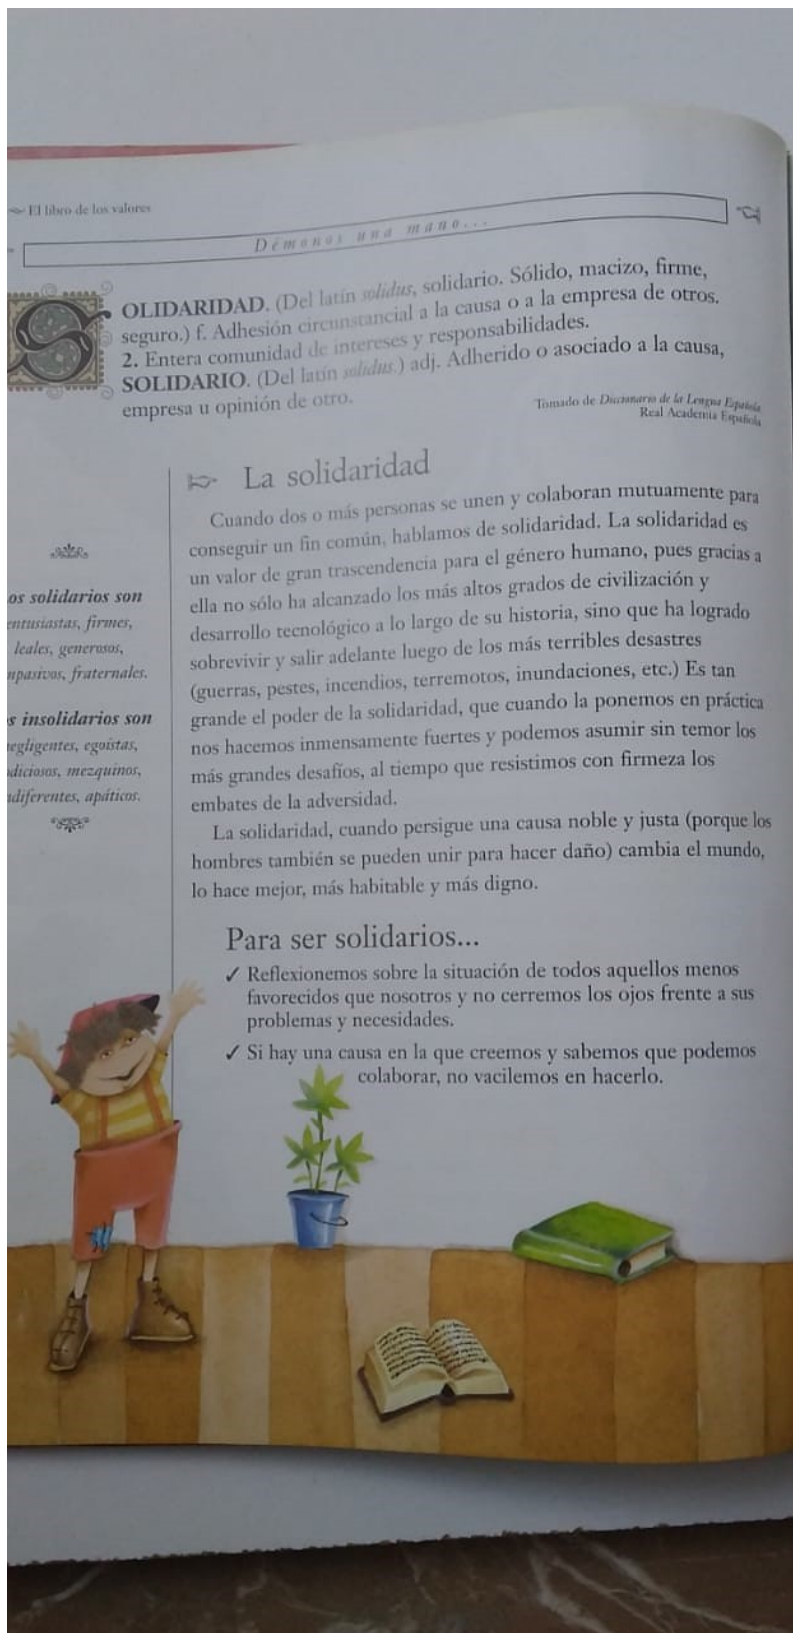 El libro de los valores
Démonos una mano...
SOLIDARIDAD. (Del latín solidus, solidario. Sólido, macizo, firme,
seguro.) f. Adhesión circunstancial a la causa o a la empresa de otros.
2. Entera comunidad de intereses y responsabilidades.
SOLIDARIO. (Del latín solidus.) adj. Adherido o asociado a la causa,
empresa u opinión de otro.
Tomado de Diccionario de la Lengua Española
Real Academia Española
os solidarios son
entusiastas, firmes,
leales, generosos,
mpasivos, fraternales.
s insolidarios son
negligentes, egoístas,
diciosos, mezquinos,
ndiferentes, apáticos.
La solidaridad
Cuando dos o más personas se unen y colaboran mutuamente para
conseguir un fin común, hablamos de solidaridad. La solidaridad es
un valor de gran trascendencia para el género humano, pues gracias a
ella no sólo ha alcanzado los más altos grados de civilización y
desarrollo tecnológico a lo largo de su historia, sino que ha logrado
sobrevivir y salir adelante luego de los más terribles desastres
(guerras, pestes, incendios, terremotos, inundaciones, etc.) Es tan
grande el poder de la solidaridad, que cuando la ponemos en práctica
nos hacemos inmensamente fuertes y podemos asumir sin temor los
más grandes desafíos, al tiempo que resistimos con firmeza los
embates de la adversidad.
La solidaridad, cuando persigue una causa noble y justa (porque los
hombres también se pueden unir para hacer daño) cambia el mundo,
lo hace mejor, más habitable y más digno.
Para ser solidarios...
✓ Reflexionemos sobre la situación de todos aquellos menos
favorecidos que nosotros y no cerremos los ojos frente a sus
problemas y necesidades.
✓ Si hay una causa en la que creemos y sabemos que podemos
colaborar, no vacilemos en hacerlo.